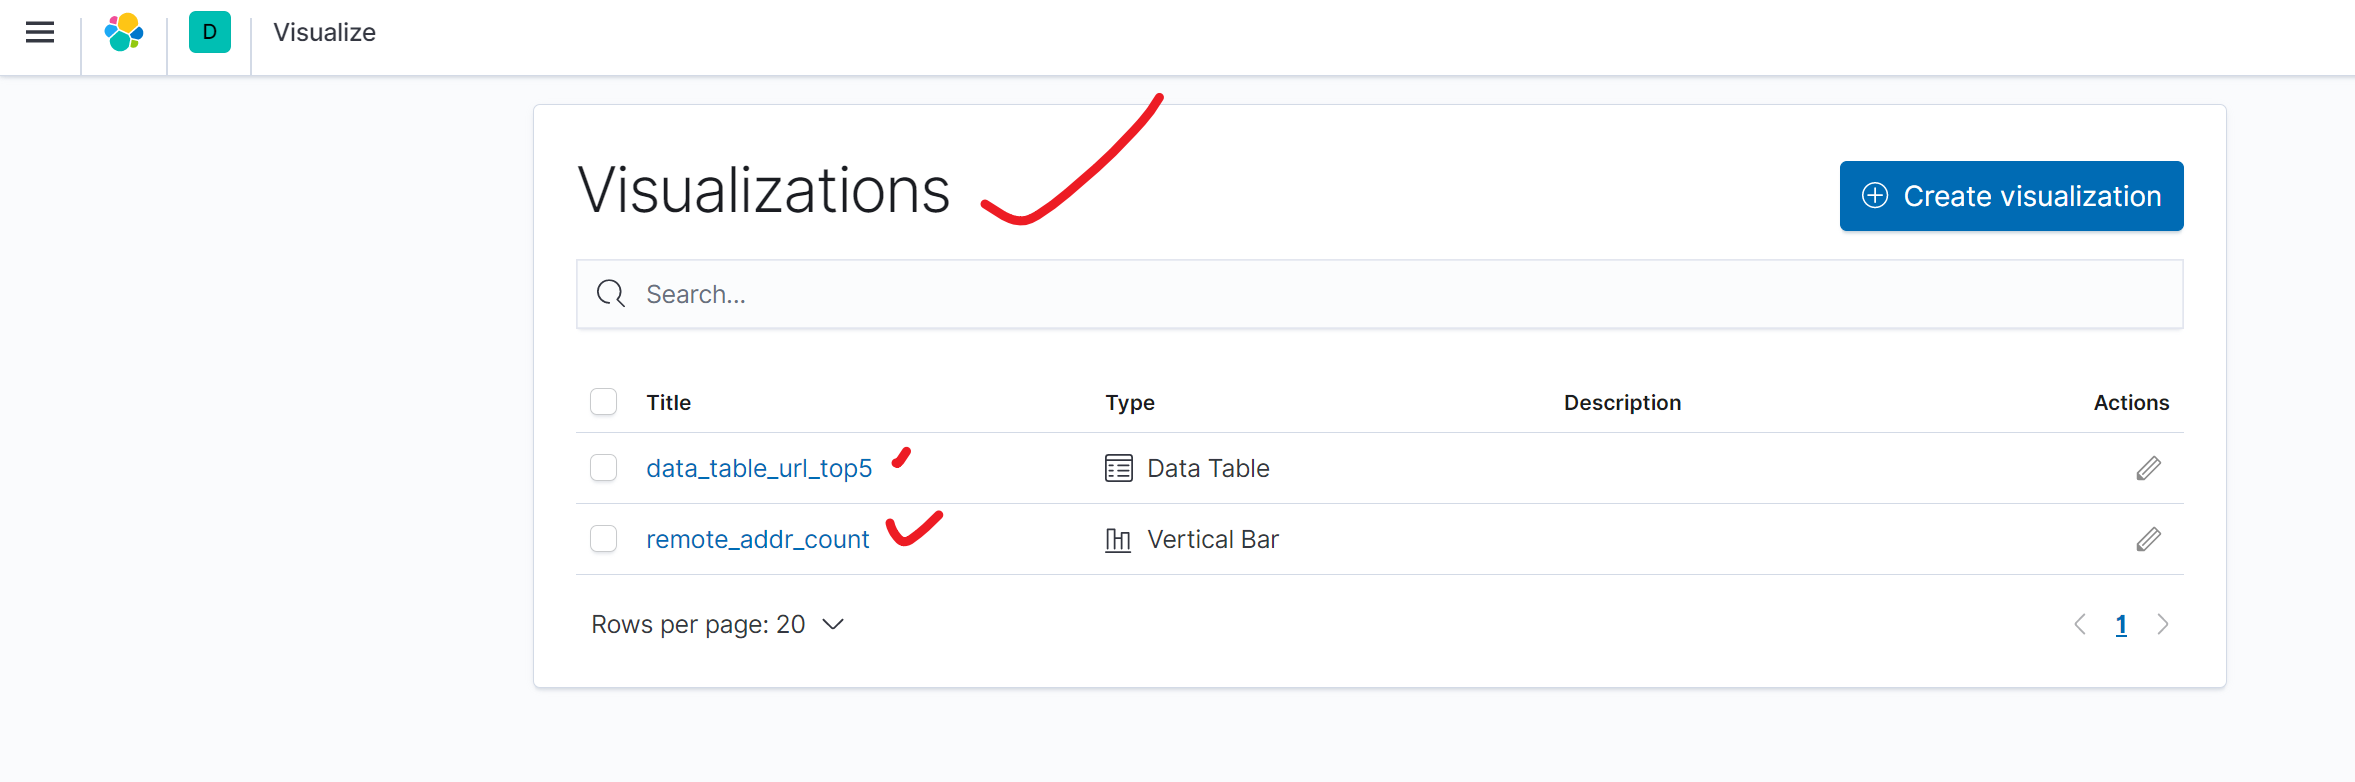 D Visualize
Visualizations
Create visualization
Search...
Title Type Description Actions
data_table_url_top5 Data Table
remote_addr_count Vertical Bar
Rows per page: 20 1